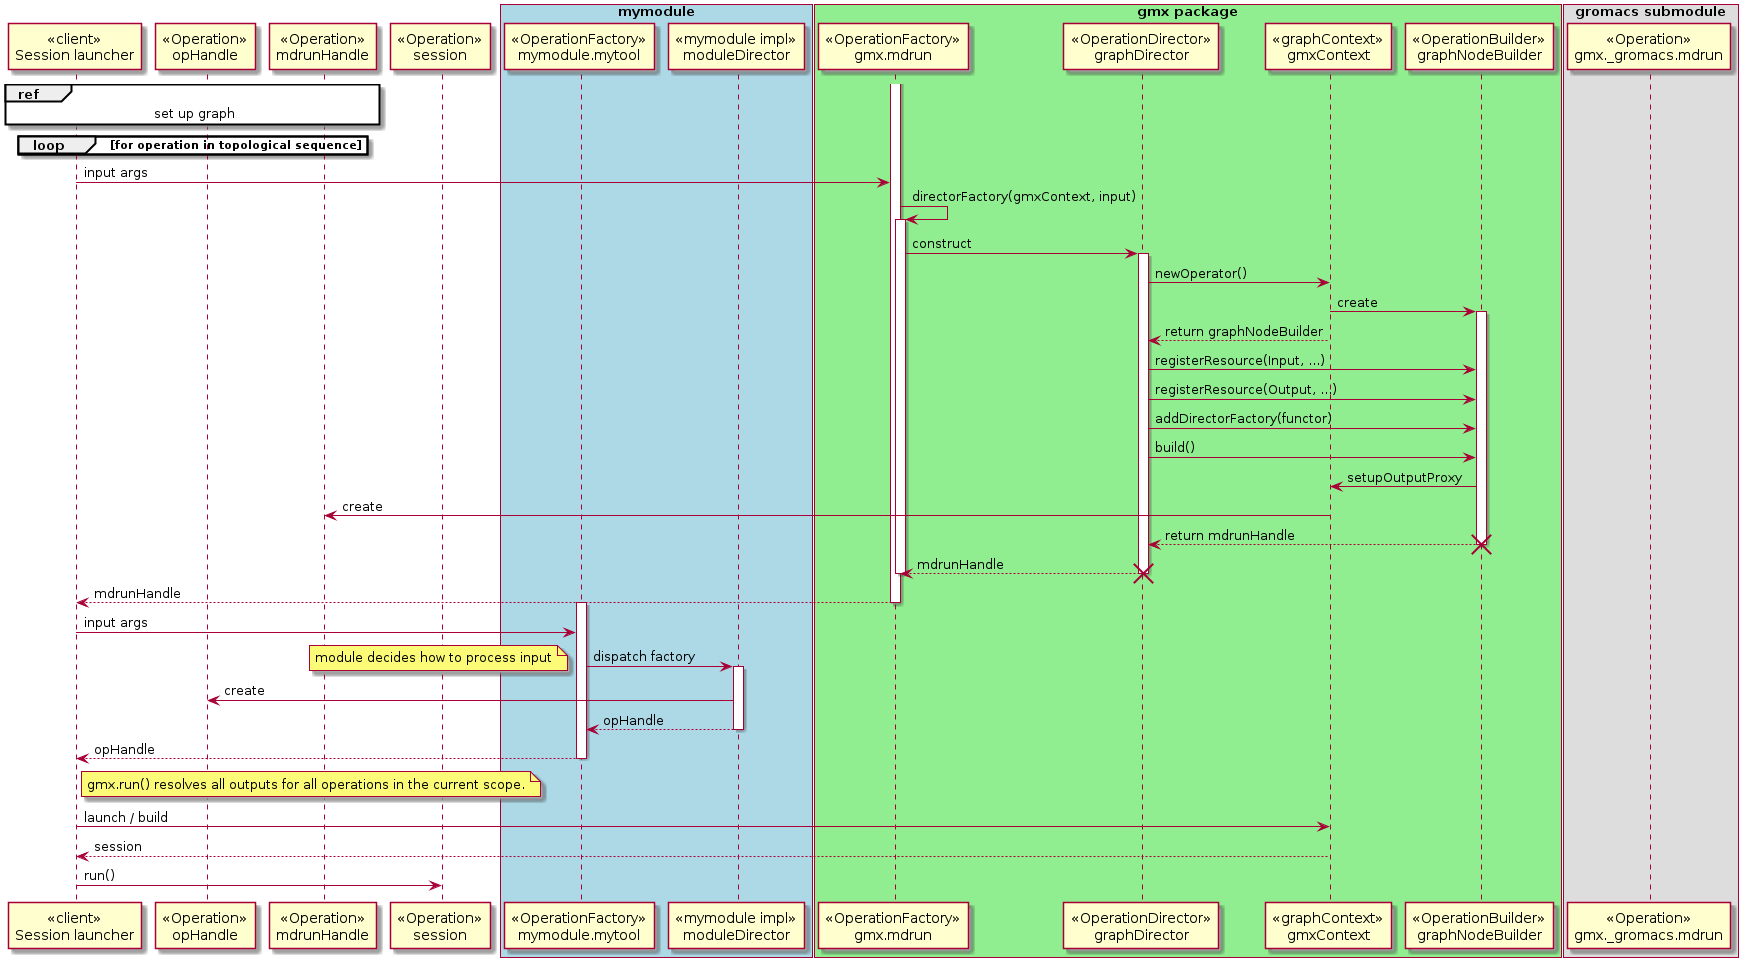 mymodule
gmx package
gromacs submodule
«client»
Session launcher
«Operation»
opHandle
«Operation»
mdrunHandle
«Operation»
session
«OperationFactory»
mymodule.mytool
«mymodule impl»
moduleDirector
«OperationFactory»
gmx.mdrun
«OperationDirector»
graphDirector
«graphContext»
gmxContext
«OperationBuilder»
graphNodeBuilder
«Operation»
gmx._gromacs.mdrun
ref
set up graph
loop [for operation in topological sequence]
input args
directorFactory(gmxContext, input)
construct
newOperator()
create
return graphNodeBuilder
registerResource(Input, ...)
registerResource(Output, ...)
addDirectorFactory(functor)
build()
setupOutputProxy
create
return mdrunHandle
mdrunHandle
mdrunHandle
input args
module decides how to process input
dispatch factory
create
opHandle
opHandle
gmx.run() resolves all outputs for all operations in the current scope.
launch / build
session
run()
«client»
Session launcher
«Operation»
opHandle
«Operation»
mdrunHandle
«Operation»
session
«OperationFactory»
mymodule.mytool
«mymodule impl»
moduleDirector
«OperationFactory»
gmx.mdrun
«OperationDirector»
graphDirector
«graphContext»
gmxContext
«OperationBuilder»
graphNodeBuilder
«Operation»
gmx._gromacs.mdrun